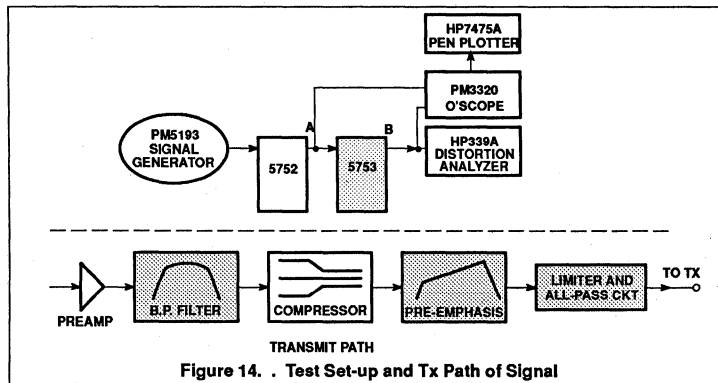 HP7475A
PEN PLOTTER
PM3320
O'SCOPE
A
B
PM5193
SIGNAL
GENERATOR
5752
5753
HP339A
DISTORTION
ANALYZER
PREAMP
B.P. FILTER
COMPRESSOR
PRE-EMPHASIS
LIMITER AND
ALL-PASS CKT
TO TX
TRANSMIT PATH
Figure 14. . Test Set-up and Tx Path of Signal